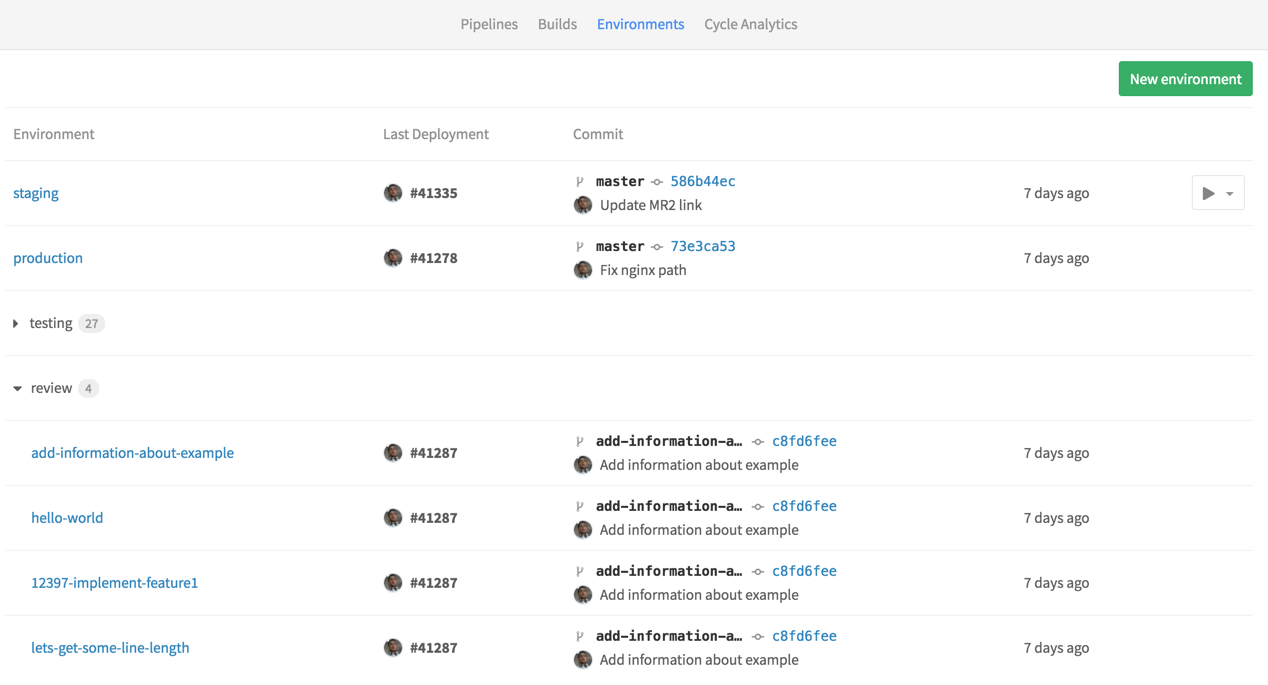 Pipelines Builds Environments Cycle Analytics
New environment
Environment Last Deployment Commit
staging #41335 master 586b44ec 7 days ago
Update MR2 link
production #41278 master 73e3ca53 7 days ago
Fix nginx path
testing 27
review 4
add-information-about-example #41287 add-information-a… c8fd6fee 7 days ago
Add information about example
hello-world #41287 add-information-a… c8fd6fee 7 days ago
Add information about example
12397-implement-feature1 #41287 add-information-a… c8fd6fee 7 days ago
Add information about example
lets-get-some-line-length #41287 add-information-a… c8fd6fee 7 days ago
Add information about example